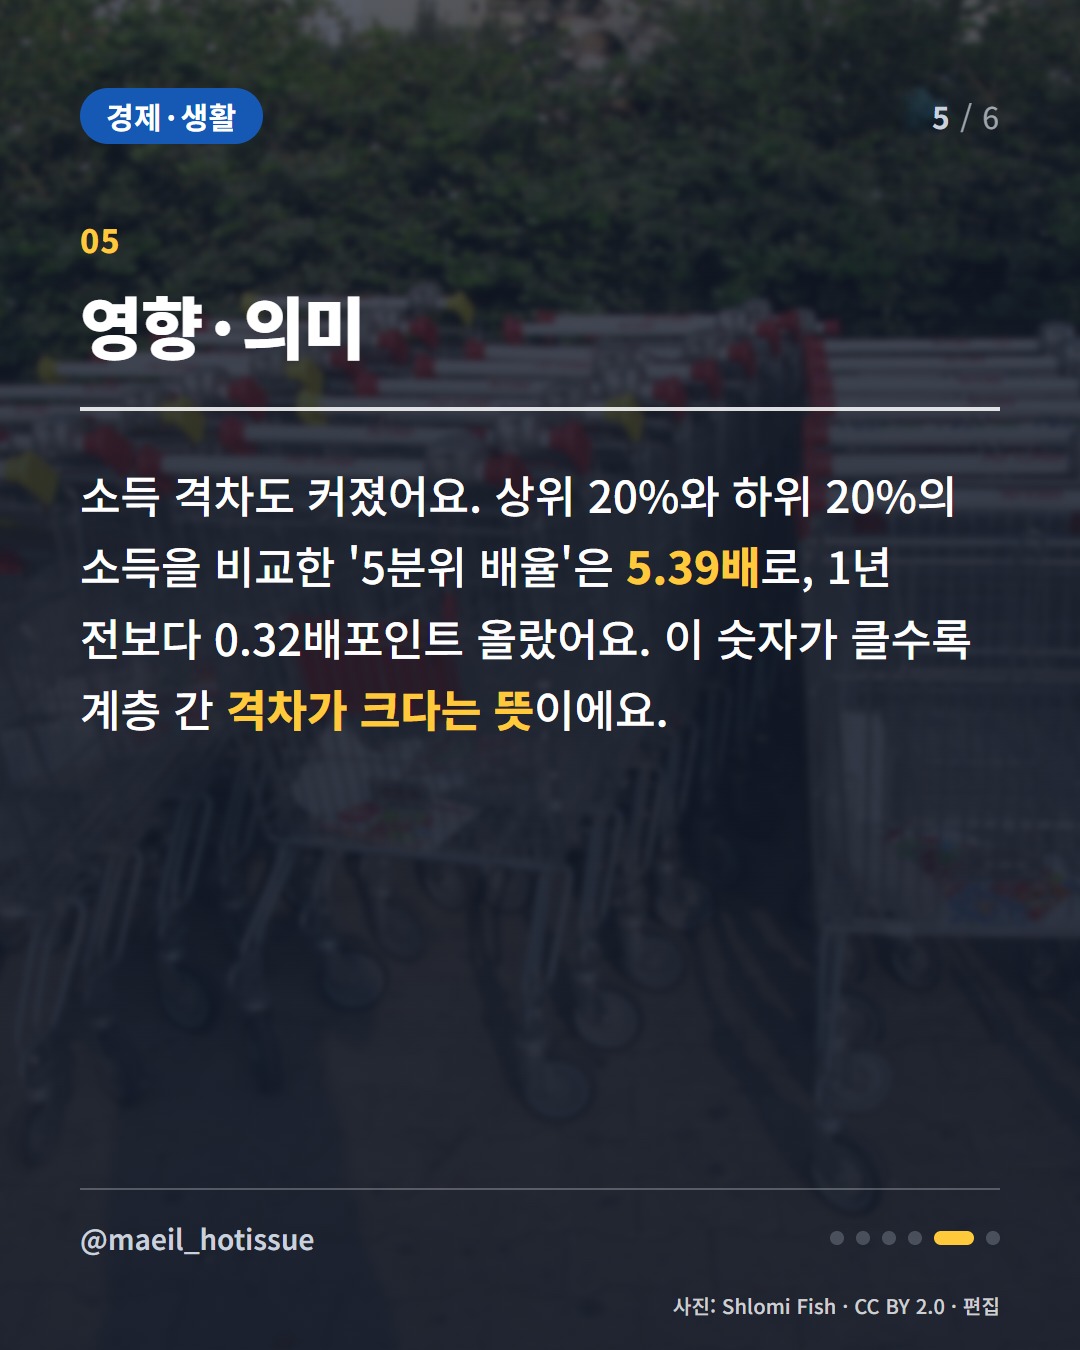 경제·생활
5 / 6
05
영향·의미
소득 격차도 커졌어요. 상위 20%와 하위 20%의
소득을 비교한 '5분위 배율'은 5.39배로, 1년
전보다 0.32배포인트 올랐어요. 이 숫자가 클수록
계층 간 격차가 크다는 뜻이에요.
@maeil_hotissue
사진: Shlomi Fish · CC BY 2.0 · 편집